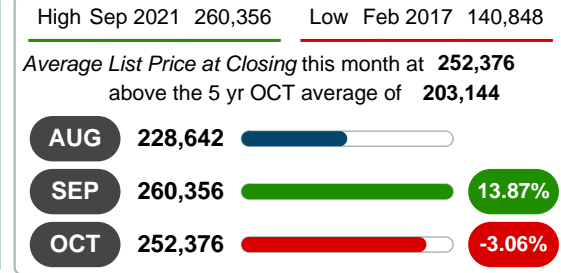 High Sep 2021 260,356 Low Feb 2017 140,848
Average List Price at Closing this month at 252,376
above the 5 yr OCT average of 203,144
AUG 228,642
SEP 260,356 13.87%
OCT 252,376 -3.06%